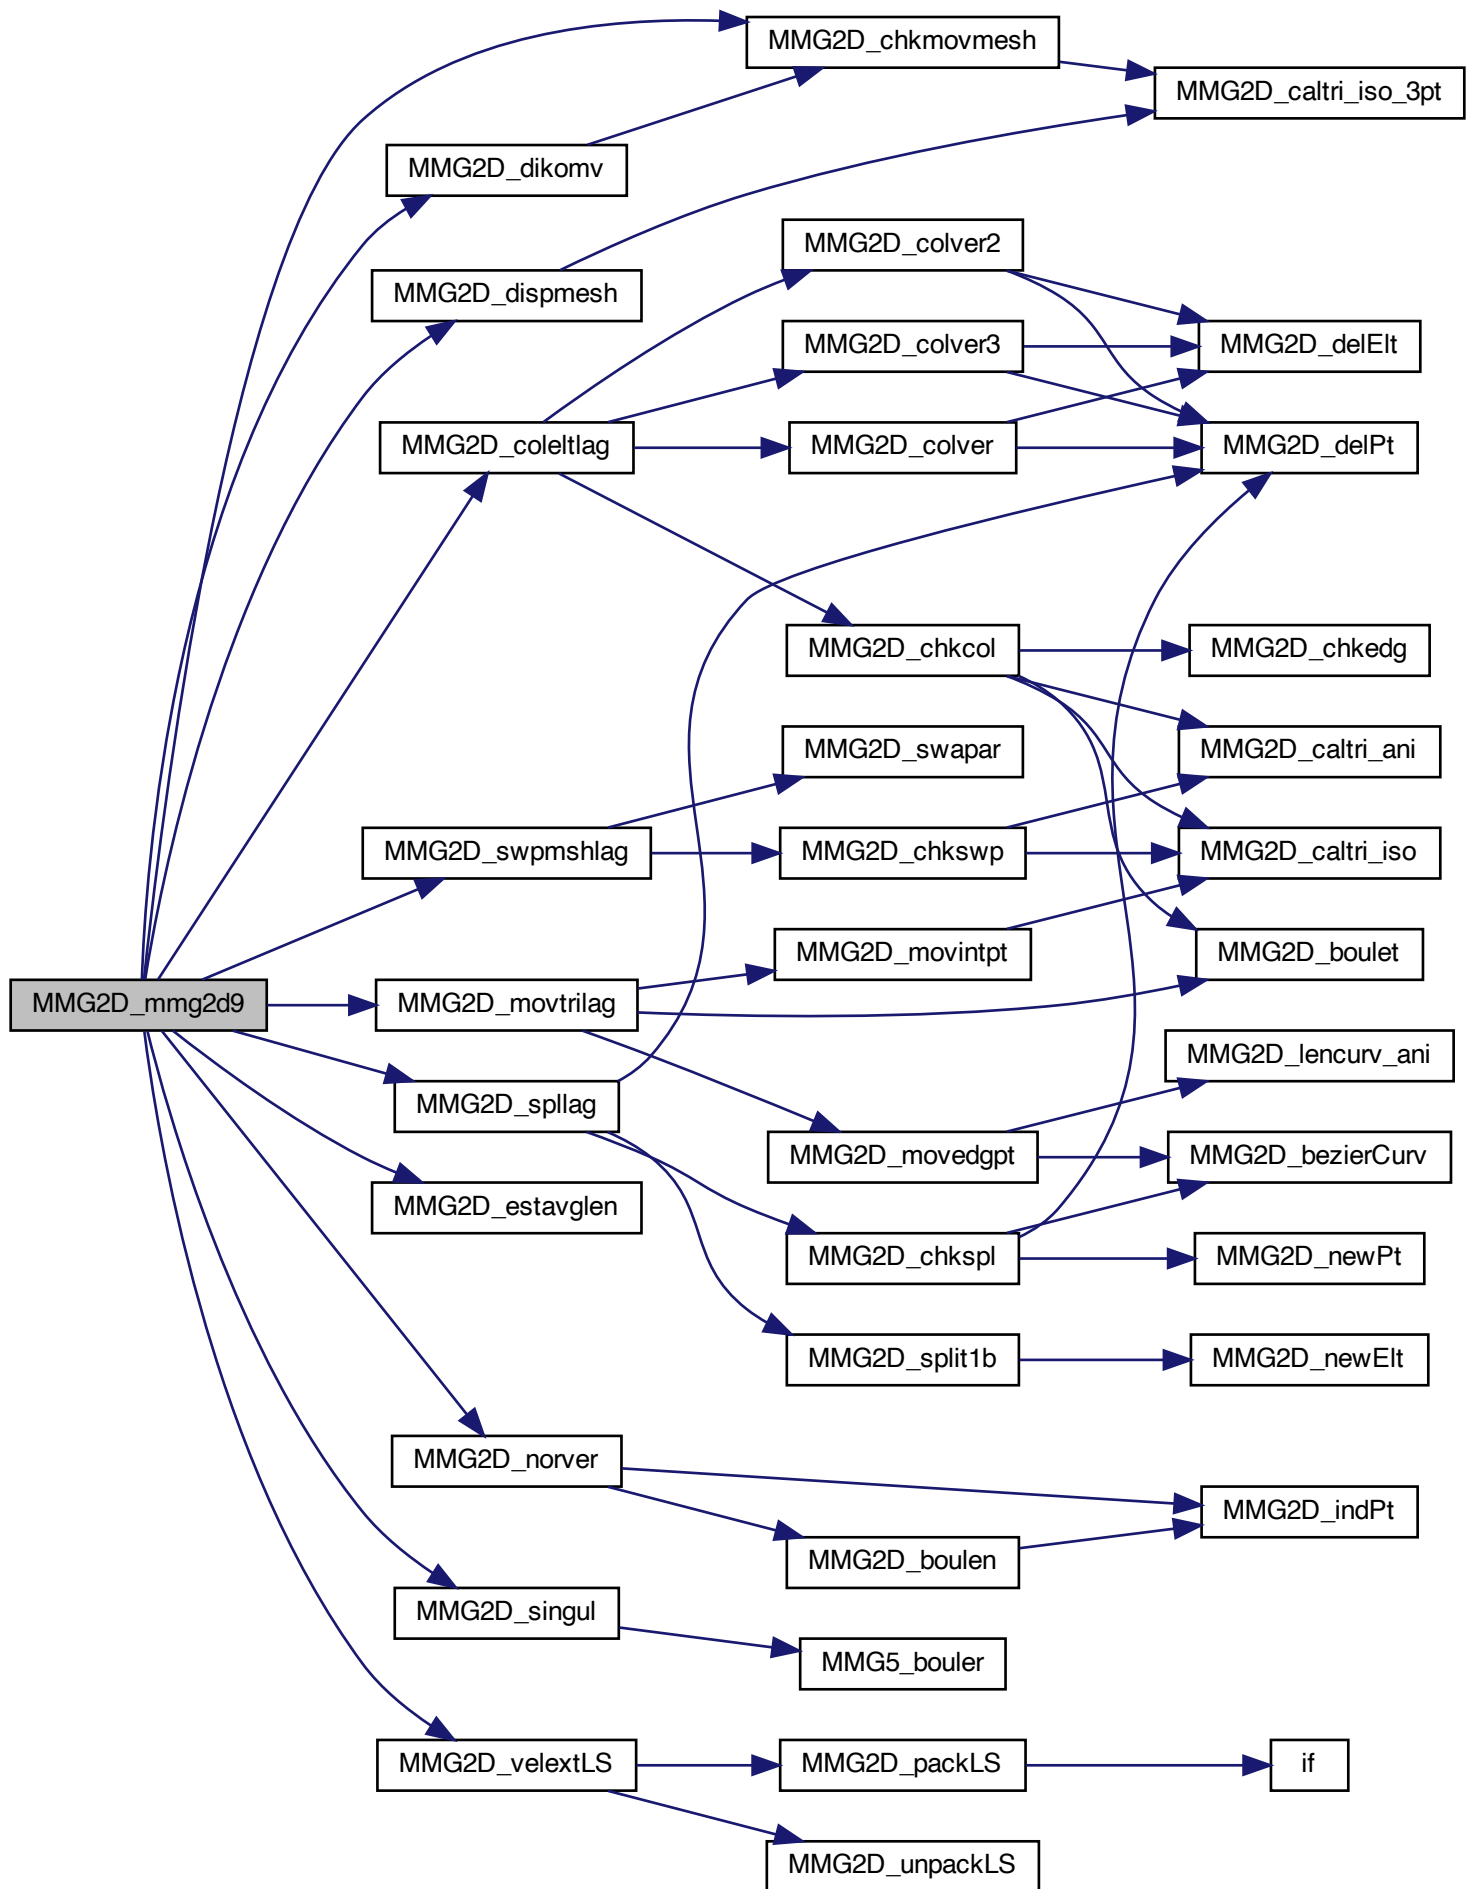 MMG2D_chkmovmesh
MMG2D_caltri_iso_3pt
MMG2D_dikomv
MMG2D_colver2
MMG2D_dispmesh
MMG2D_colver3
MMG2D_delElt
MMG2D_coleltlag
MMG2D_colver
MMG2D_delPt
MMG2D_chkcol
MMG2D_chkedg
MMG2D_swapar
MMG2D_caltri_ani
MMG2D_swpmshlag
MMG2D_chkswp
MMG2D_caltri_iso
MMG2D_movintpt
MMG2D_boulet
MMG2D_mmg2d9
MMG2D_movtrilag
MMG2D_lencurv_ani
MMG2D_spllag
MMG2D_movedgpt
MMG2D_bezierCurv
MMG2D_estavglen
MMG2D_chkspl
MMG2D_newPt
MMG2D_split1b
MMG2D_newElt
MMG2D_norver
MMG2D_indPt
MMG2D_boulen
MMG2D_singul
MMG5_bouler
MMG2D_velextLS
MMG2D_packLS
if
MMG2D_unpackLS